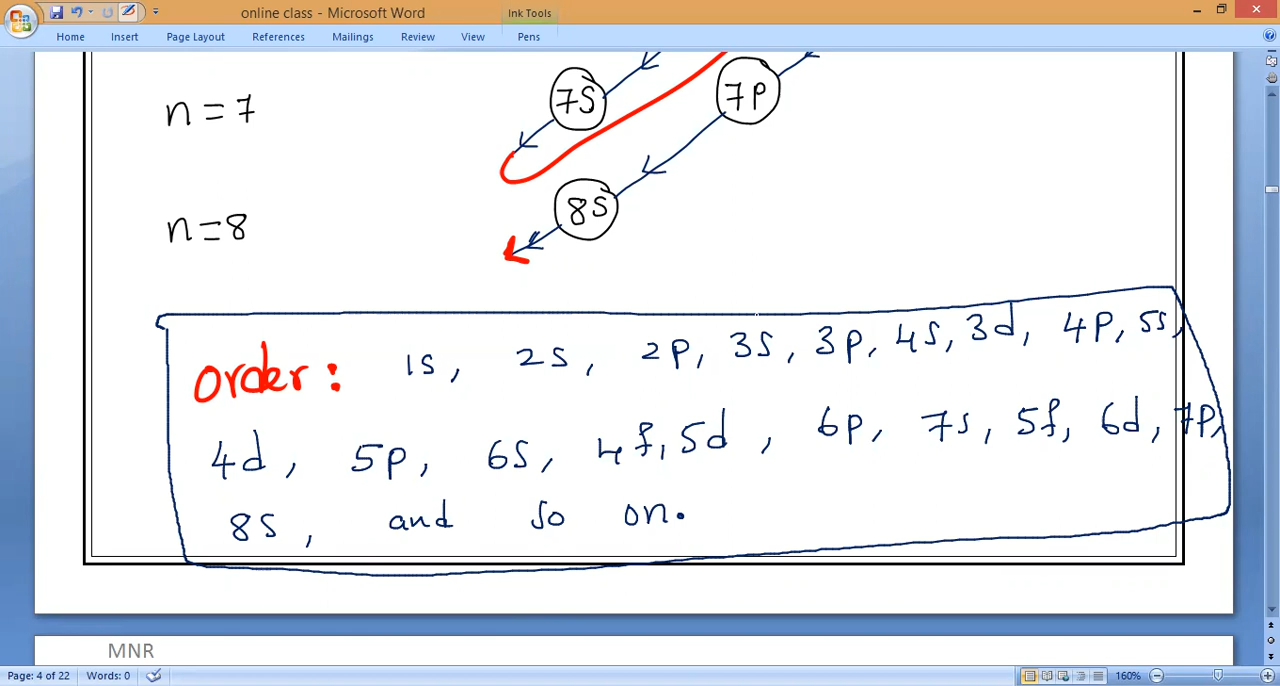 online class - Microsoft Word
Ink Tools
Home Insert Page Layout References Mailings Review View Pens
n = 7
7s 7p
n = 8
8s
order: 1s, 2s, 2p, 3s, 3p, 4s, 3d, 4p, 5s,
4d, 5p, 6s, 4f, 5d, 6p, 7s, 5f, 6d, 7p,
8s, and so on.
MNR
Page: 4 of 22 Words: 0 160%